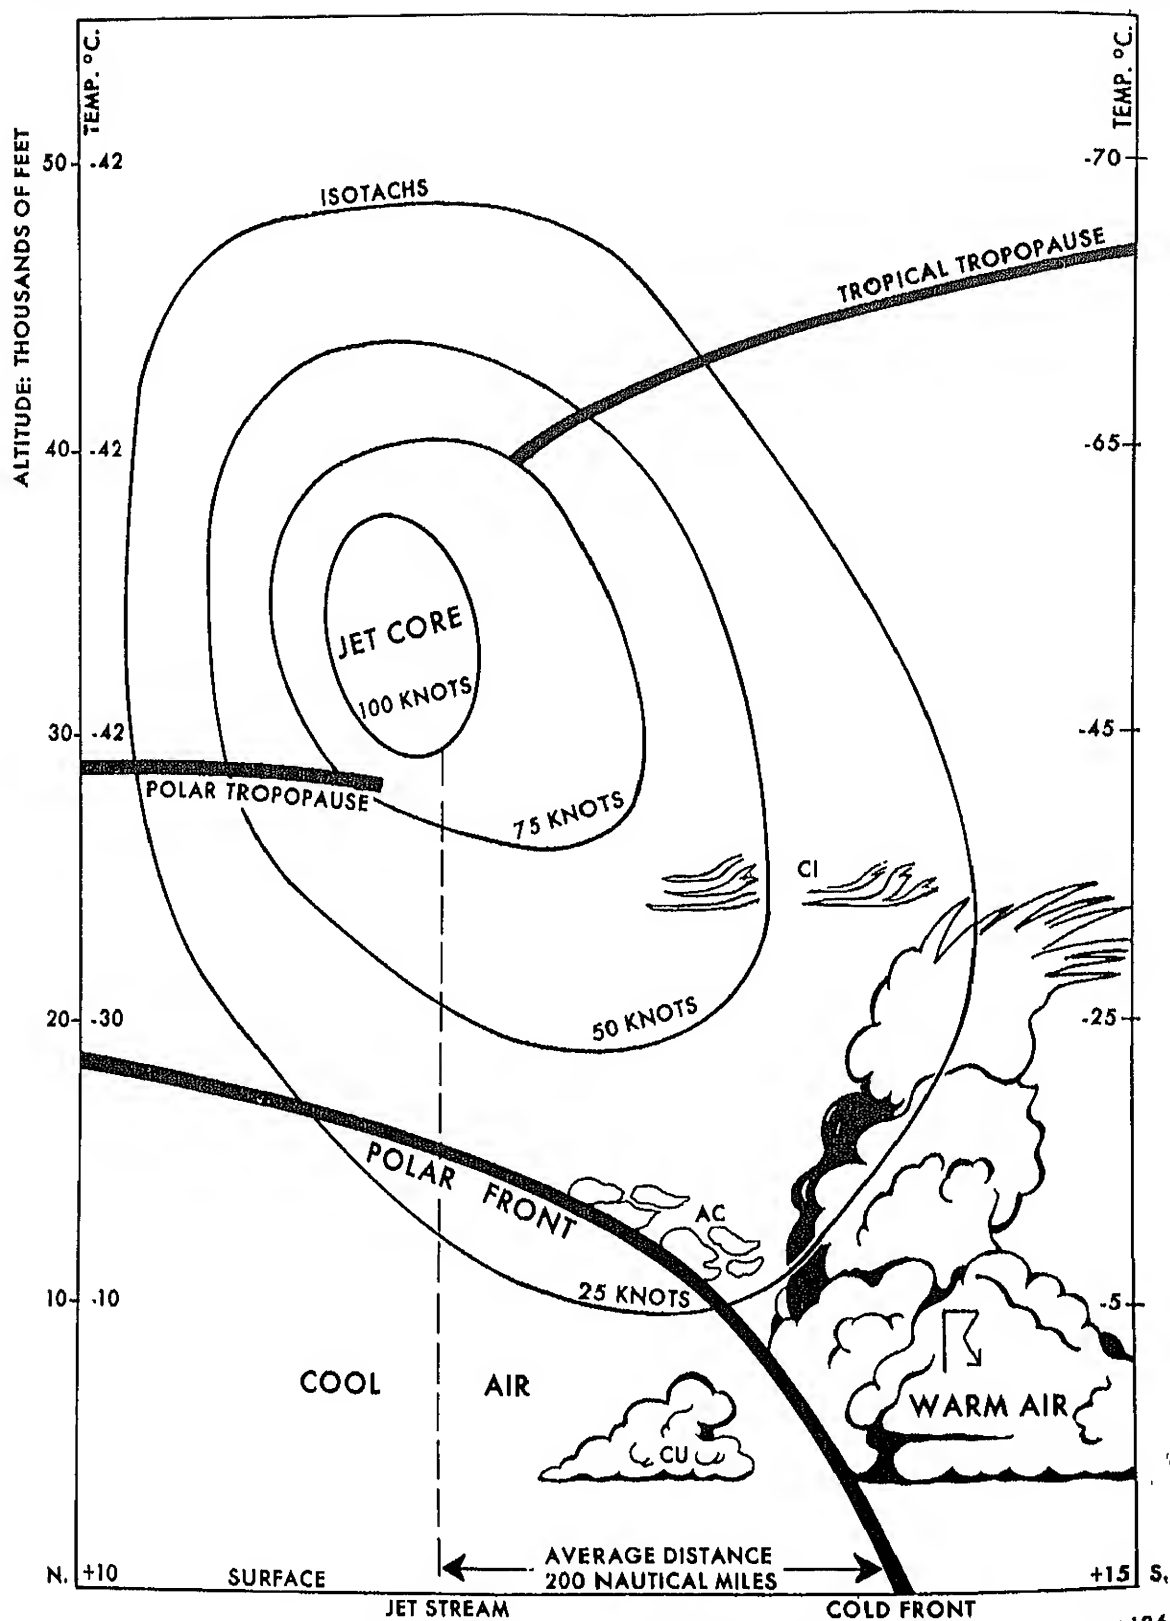 TEMP. °C.
TEMP. °C.
ALTITUDE: THOUSANDS OF FEET
50 -42
-70
ISOTACHS
TROPICAL TROPOPAUSE
40 -42
-65
JET CORE
100 KNOTS
30 -42
-45
POLAR TROPOPAUSE
75 KNOTS
CI
50 KNOTS
20 -30
-25
POLAR FRONT
AC
25 KNOTS
10 -10
-5
COOL AIR
WARM AIR
CU
N. +10
SURFACE
AVERAGE DISTANCE
200 NAUTICAL MILES
+15 S.
JET STREAM
COLD FRONT